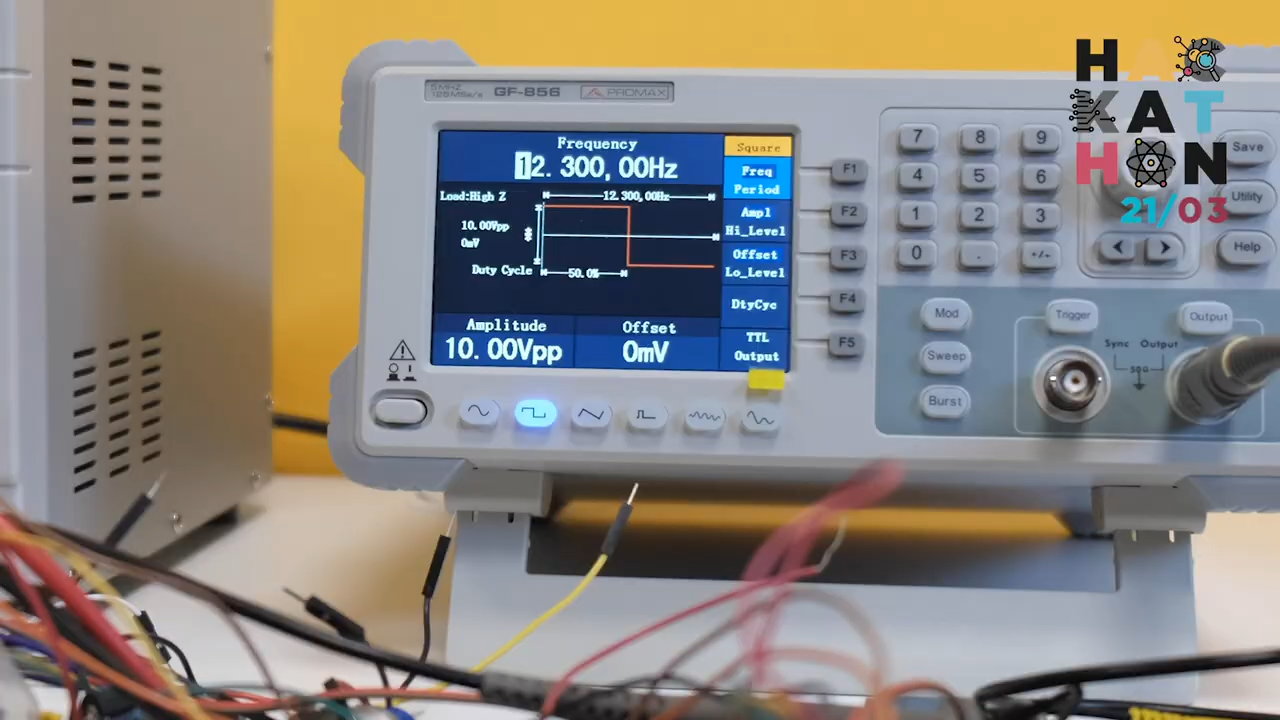 5MHZ
125MSa/s
GF-856
PROMAX
Frequency
12.300,00Hz
Load:High Z
12.300,00Hz
10.00Vpp
0mV
Duty Cycle
50.0%
Amplitude
10.00Vpp
Offset
0mV
Square
Freq
Period
Ampl
Hi_Level
Offset
Lo_Level
DtyCyc
TTL
Output
F1
F2
F3
F4
F5
7 8 9
4 5 6
1 2 3
0 . +/-
Mod
Sweep
Burst
Trigger
Output
Sync Output
50Ω
Save
Utility
Help
HAC
KAT
HON
21/03